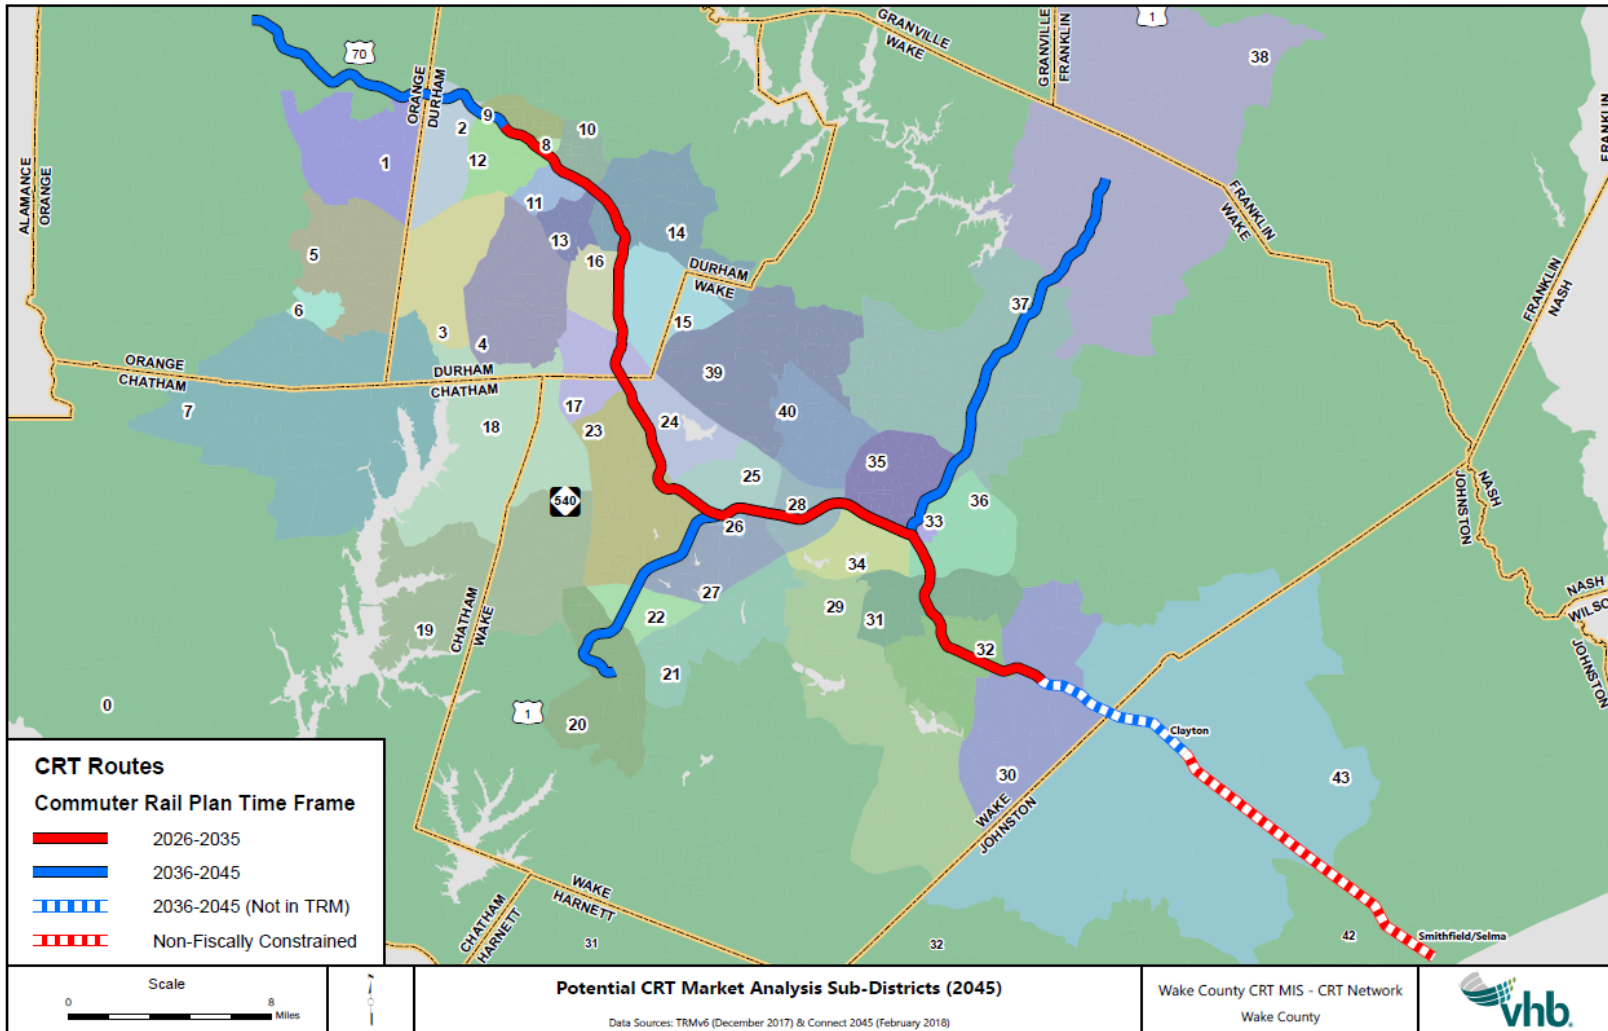 1
GRANVILLE
WAKE
GRANVILLE
FRANKLIN
38
70
ORANGE
DURHAM
9
2
10
8
12
1
FRANKLIN
ALAMANCE
ORANGE
11
FRANKLIN
WAKE
13
14
16
5
DURHAM
WAKE
FRANKLIN
NASH
6
37
15
3
4
ORANGE
CHATHAM
DURHAM
CHATHAM
39
7
17
40
18
23
24
35
25
NASH
JOHNSTON
540
28
36
26
33
34
CHATHAM
WAKE
27
29
NASH
WILSO
22
31
19
32
JOHNSTON
21
0
1
20
Clayton
30
43
WAKE
JOHNSTON
CRT Routes
Commuter Rail Plan Time Frame
2026-2035
2036-2045
2036-2045 (Not in TRM)
Non-Fiscally Constrained
WAKE
HARNETT
CHATHAM
HARNETT
31
32
42
Smithfield/Selma
Scale
0
8
Miles
Potential CRT Market Analysis Sub-Districts (2045)
Data Sources: TRMv6 (December 2017) & Connect 2045 (February 2018)
Wake County CRT MIS - CRT Network
Wake County
vhb